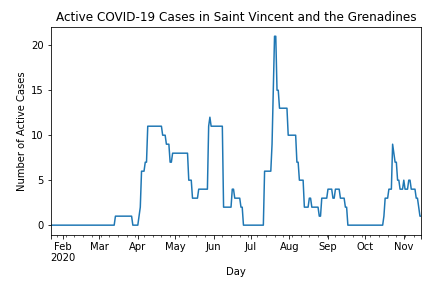 Active COVID-19 Cases in Saint Vincent and the Grenadines
Number of Active Cases
20
15
10
5
0
Feb Mar Apr May Jun Jul Aug Sep Oct Nov
2020
Day